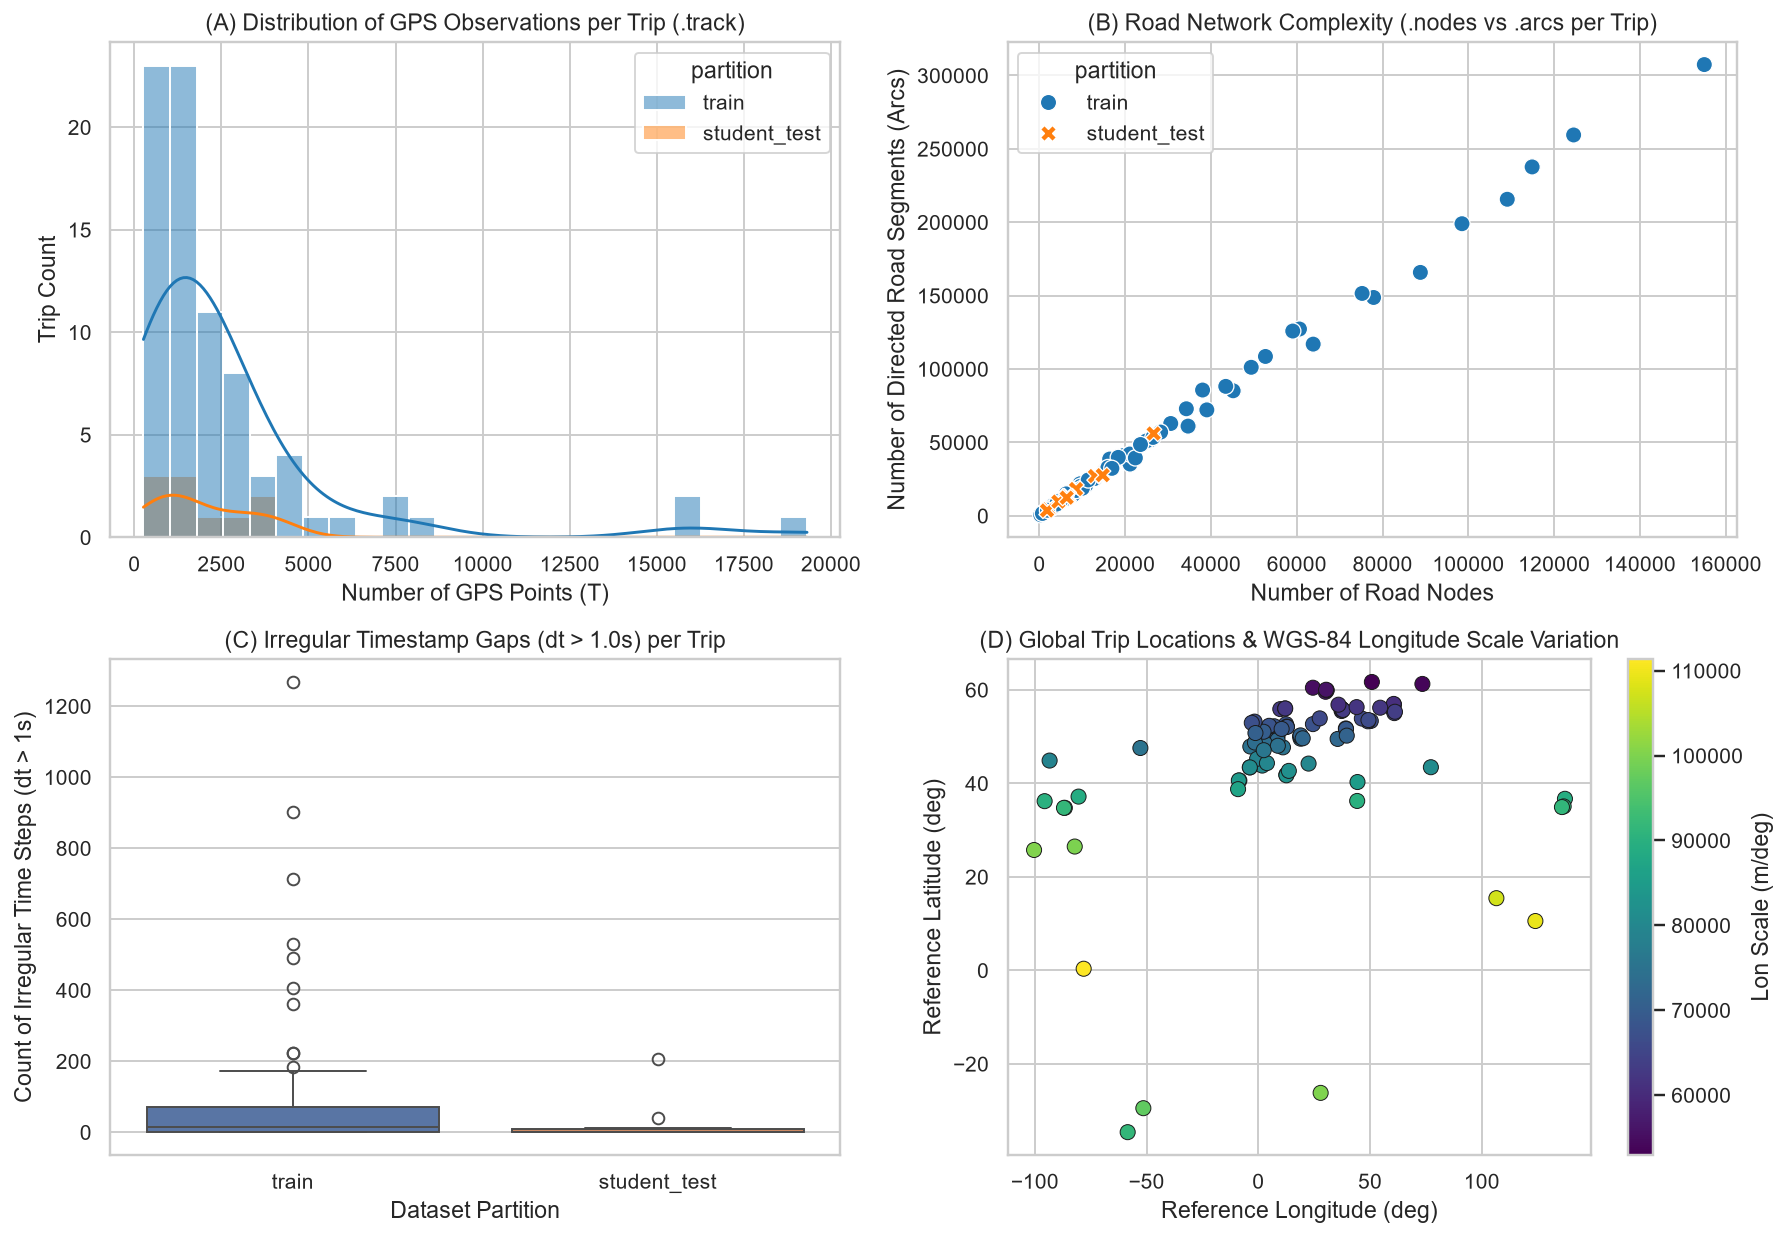 (A) Distribution of GPS Observations per Trip (.track)
partition
train
student_test
20
15
10
5
0
Trip Count
0 2500 5000 7500 10000 12500 15000 17500 20000
Number of GPS Points (T)
(B) Road Network Complexity (.nodes vs .arcs per Trip)
partition
train
student_test
300000
250000
200000
150000
100000
50000
0
Number of Directed Road Segments (Arcs)
0 20000 40000 60000 80000 100000 120000 140000 160000
Number of Road Nodes
(C) Irregular Timestamp Gaps (dt > 1.0s) per Trip
1200
1000
800
600
400
200
0
Count of Irregular Time Steps (dt > 1s)
train student_test
Dataset Partition
(D) Global Trip Locations & WGS-84 Longitude Scale Variation
60
40
20
0
−20
Reference Latitude (deg)
−100 −50 0 50 100
Reference Longitude (deg)
110000
100000
90000
80000
70000
60000
Lon Scale (m/deg)